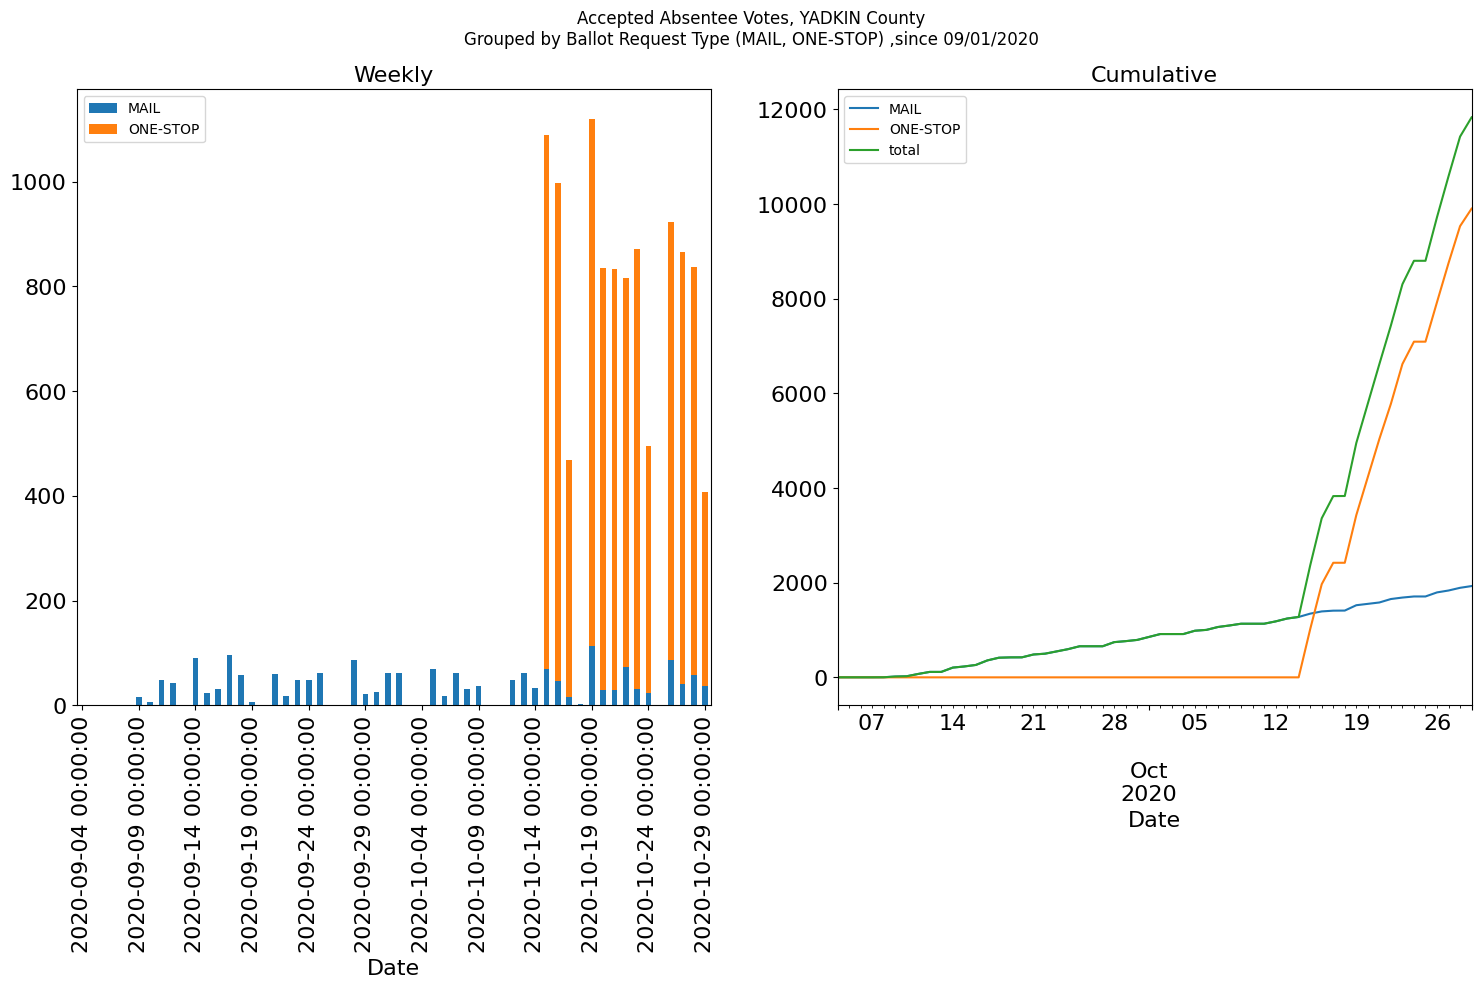 Accepted Absentee Votes, YADKIN County
Grouped by Ballot Request Type (MAIL, ONE-STOP) ,since 09/01/2020
Weekly
MAIL
ONE-STOP
1000
800
600
400
200
0
2020-09-04 00:00:00
2020-09-09 00:00:00
2020-09-14 00:00:00
2020-09-19 00:00:00
2020-09-24 00:00:00
2020-09-29 00:00:00
2020-10-04 00:00:00
2020-10-09 00:00:00
2020-10-14 00:00:00
2020-10-19 00:00:00
2020-10-24 00:00:00
2020-10-29 00:00:00
Date
Cumulative
MAIL
ONE-STOP
total
12000
10000
8000
6000
4000
2000
0
07 14 21 28 05 12 19 26
Oct
2020
Date